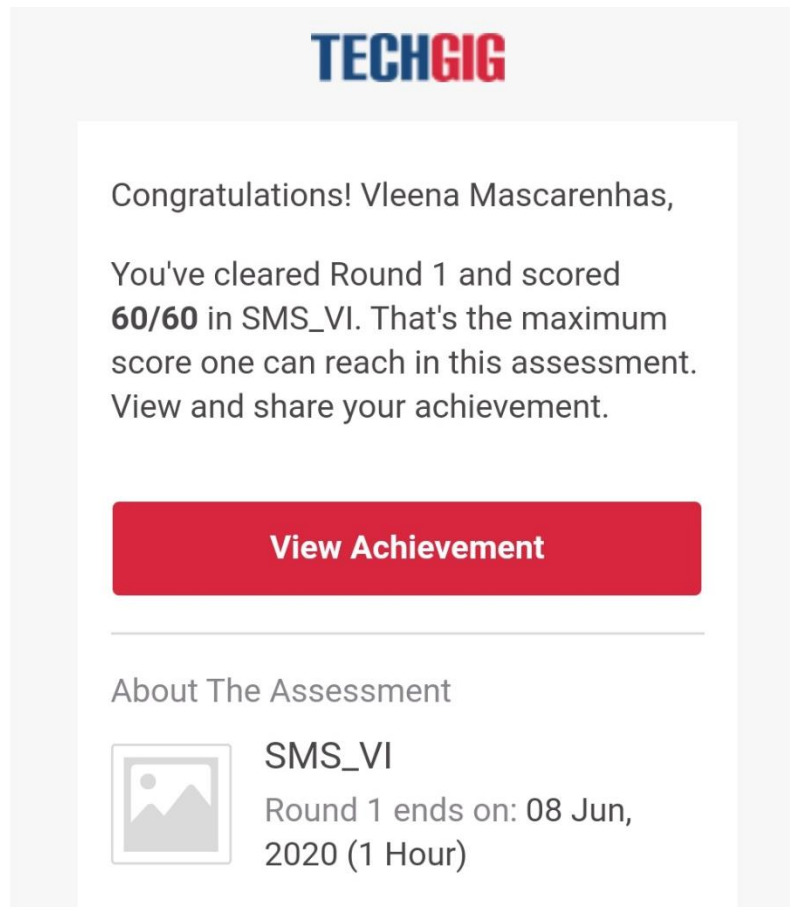 TECHGIG
Congratulations! Vleena Mascarenhas,
You've cleared Round 1 and scored
60/60 in SMS_VI. That's the maximum
score one can reach in this assessment.
View and share your achievement.
View Achievement
About The Assessment
SMS_VI
Round 1 ends on: 08 Jun,
2020 (1 Hour)